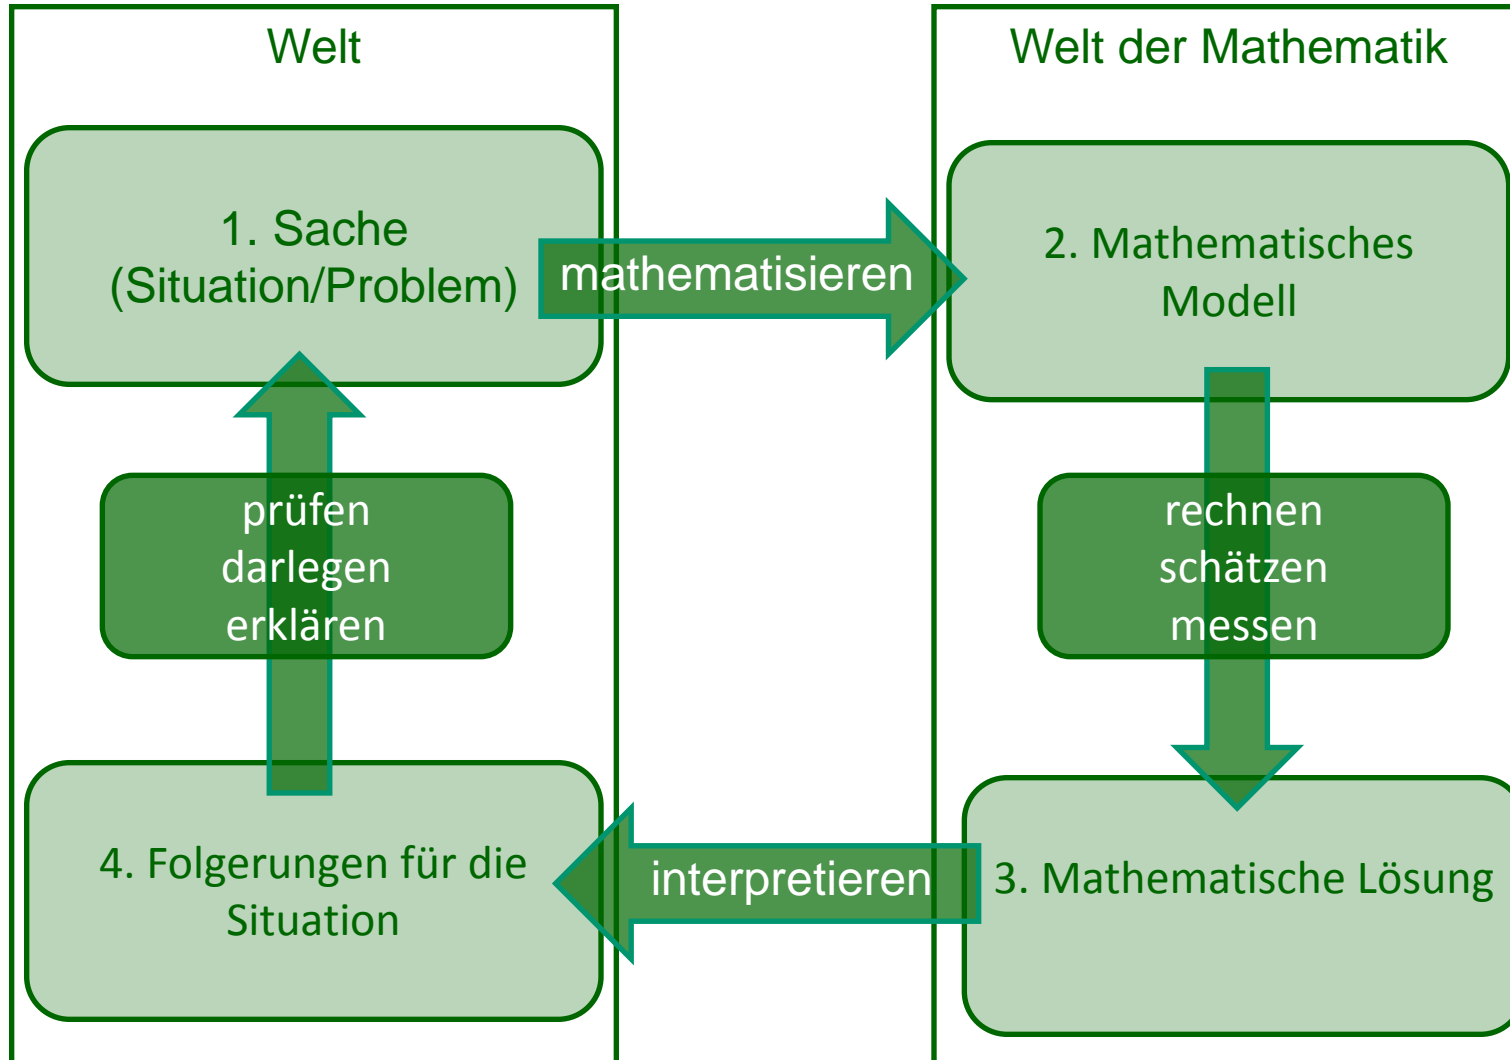 Welt
Welt der Mathematik
1. Sache
(Situation/Problem)
mathematisieren
2. Mathematisches
Modell
prüfen
darlegen
erklären
rechnen
schätzen
messen
4. Folgerungen für die
Situation
interpretieren
3. Mathematische Lösung